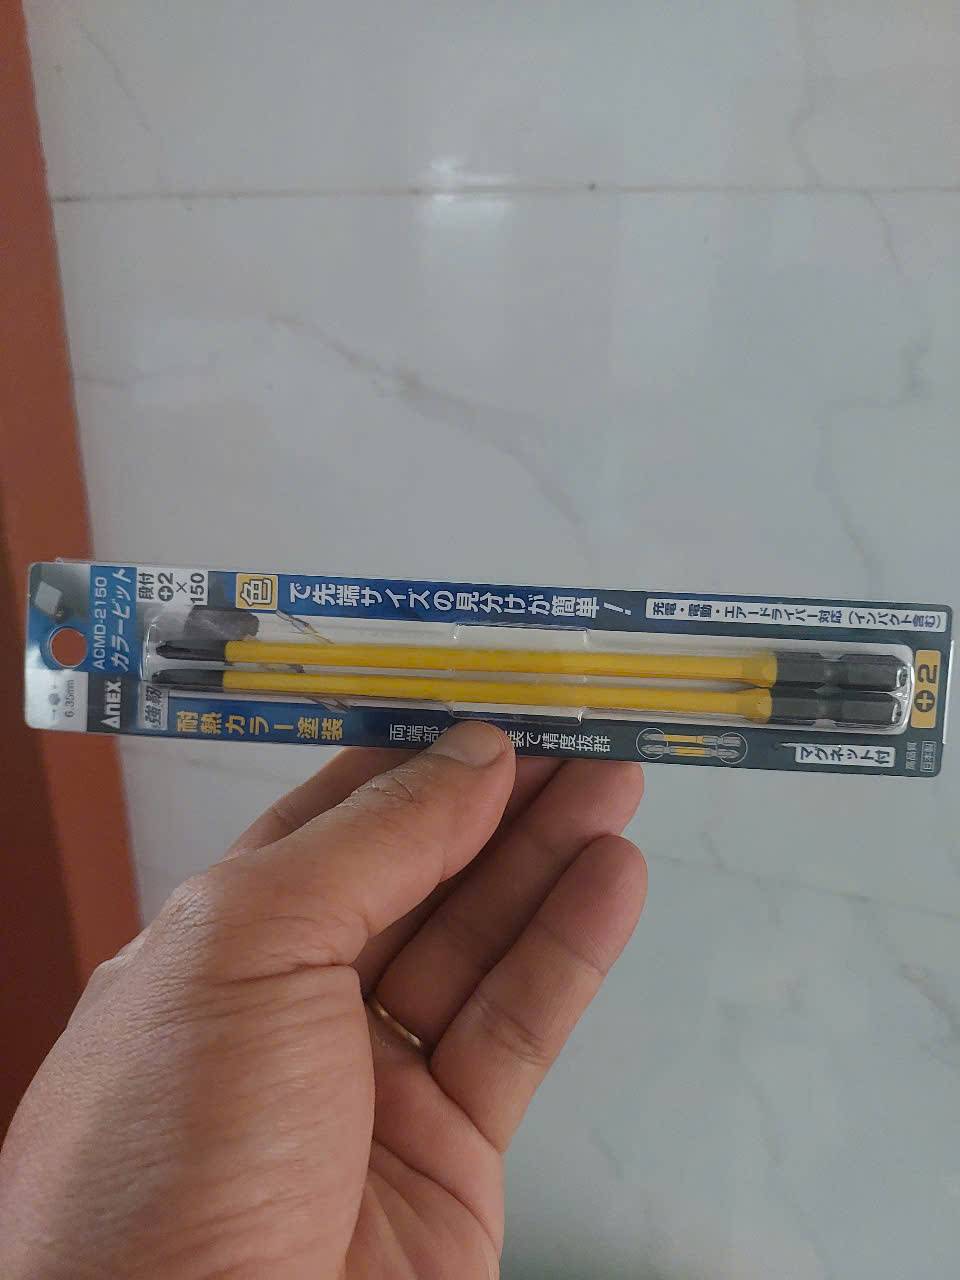 ACMD-2150
カラービット
段付
⊕2
×
150
色
で先端サイズの見分けが簡単!
充電・電動・エアードライバー対応(インパクト含む)
6.35mm
ANEX
強靭
耐熱カラー塗装
両端部
装で精度抜群
マグネット付
⊕2
高品質
日本製